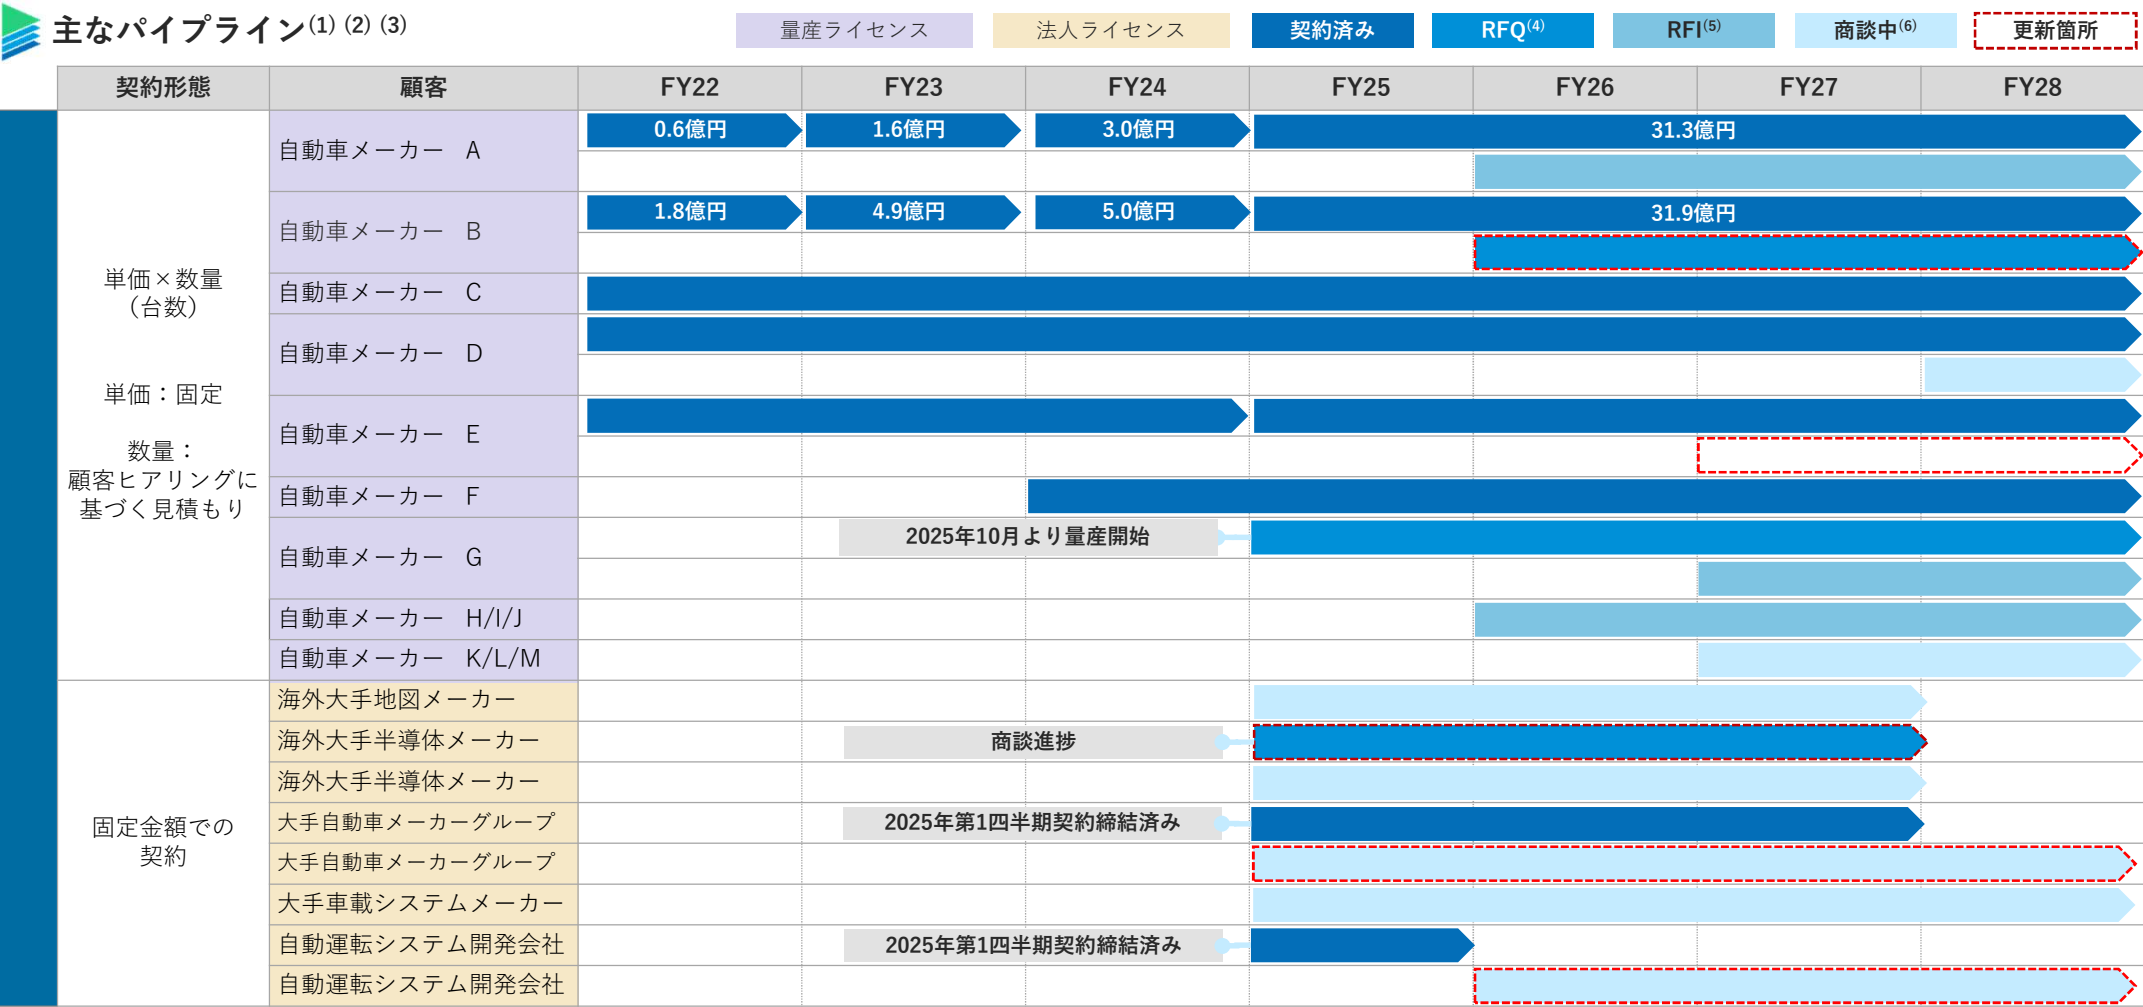 主なパイプライン(1) (2) (3)
量産ライセンス
法人ライセンス
契約済み
RFQ(4)
RFI(5)
商談中(6)
更新箇所
契約形態
顧客
FY22
FY23
FY24
FY25
FY26
FY27
FY28
単価×数量
（台数）
単価：固定
数量：
顧客ヒアリングに
基づく見積もり
自動車メーカー A
0.6億円
1.6億円
3.0億円
31.3億円
自動車メーカー B
1.8億円
4.9億円
5.0億円
31.9億円
自動車メーカー C
自動車メーカー D
自動車メーカー E
自動車メーカー F
自動車メーカー G
2025年10月より量産開始
自動車メーカー H/I/J
自動車メーカー K/L/M
固定金額での
契約
海外大手地図メーカー
海外大手半導体メーカー
商談進捗
海外大手半導体メーカー
大手自動車メーカーグループ
2025年第1四半期契約締結済み
大手自動車メーカーグループ
大手車載システムメーカー
自動運転システム開発会社
2025年第1四半期契約締結済み
自動運転システム開発会社